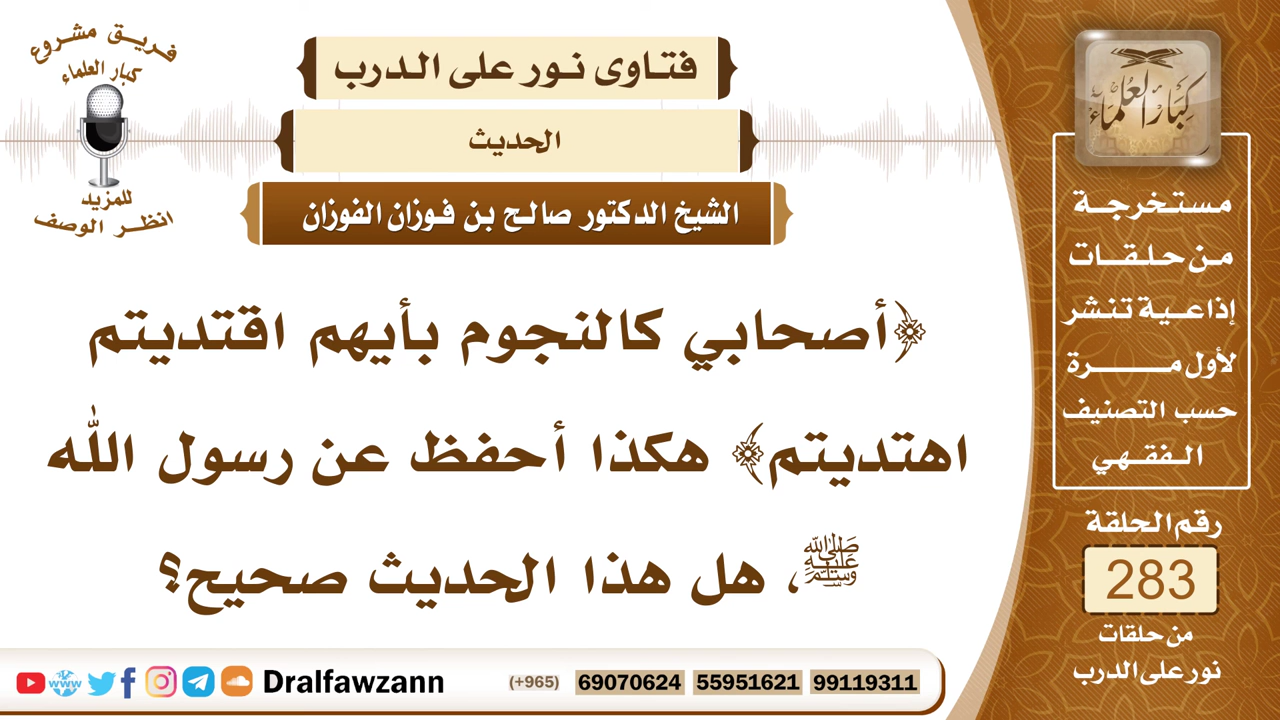 فريق مشروع
كبار العلماء
للمزيد
انظر الوصف
فتاوى نور على الدرب
الحديث
الشيخ الدكتور صالح بن فوزان الفوزان
﴿أصحابي كالنجوم بأيهم اقتديتم
اهتديتم﴾ هكذا أحفظ عن رسول الله
ﷺ، هل هذا الحديث صحيح؟
كبار العلماء
مستخرجة
من حلقات
إذاعية تنشر
لأول مرة
حسب التصنيف
الفقهي
رقم الحلقة
283
من حلقات
نور على الدرب
www Dralfawzann (+965) 69070624 55951621 99119311